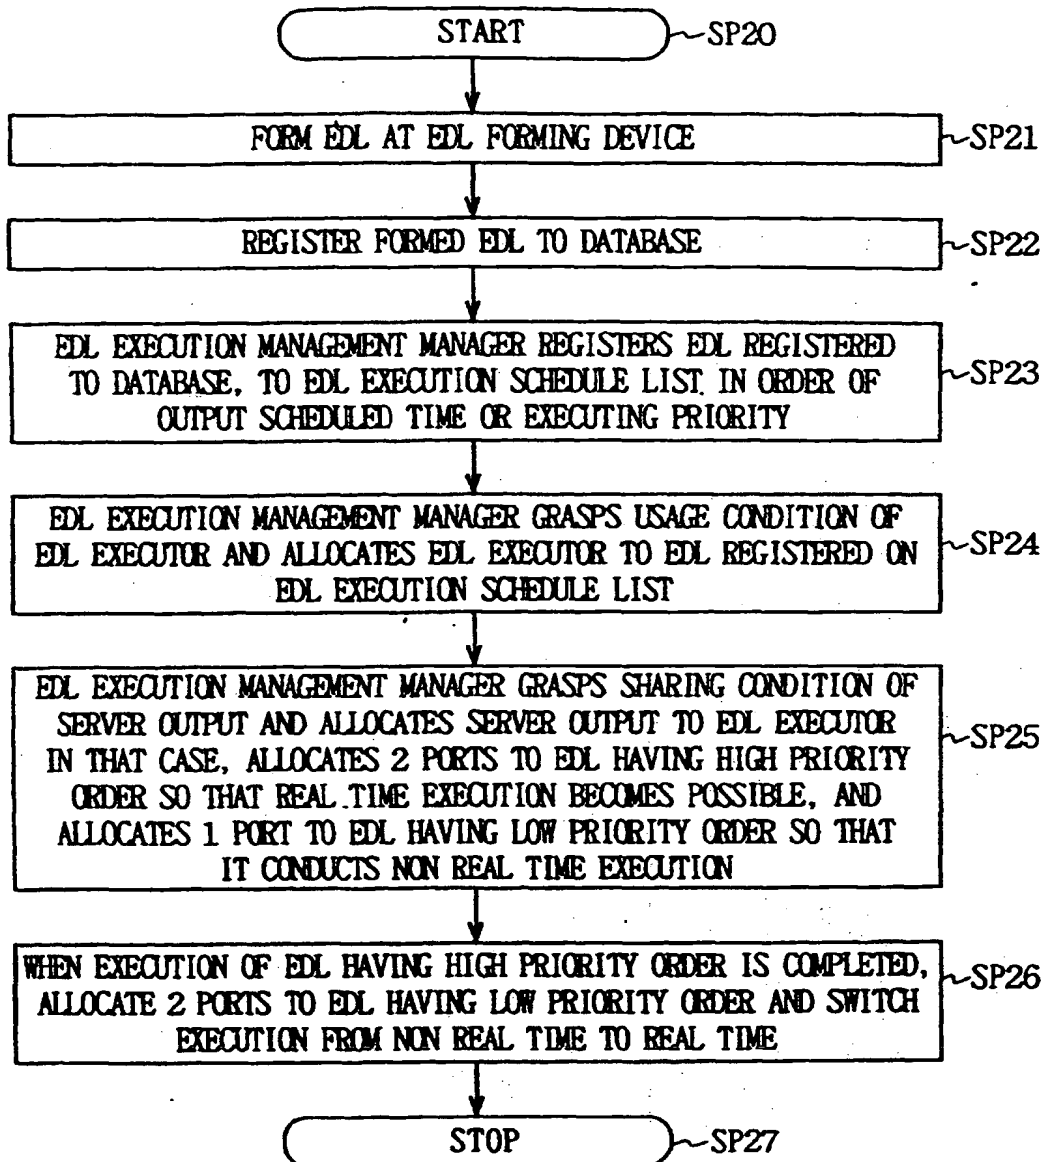 START
SP20
FORM EDL AT EDL FORMING DEVICE
SP21
REGISTER FORMED EDL TO DATABASE
SP22
EDL EXECUTION MANAGEMENT MANAGER REGISTERS EDL REGISTERED
TO DATABASE, TO EDL EXECUTION SCHEDULE LIST IN ORDER OF
OUTPUT SCHEDULED TIME OR EXECUTING PRIORITY
SP23
EDL EXECUTION MANAGEMENT MANAGER GRASPS USAGE CONDITION OF
EDL EXECUTOR AND ALLOCATES EDL EXECUTOR TO EDL REGISTERED ON
EDL EXECUTION SCHEDULE LIST
SP24
EDL EXECUTION MANAGEMENT MANAGER GRASPS SHARING CONDITION OF
SERVER OUTPUT AND ALLOCATES SERVER OUTPUT TO EDL EXECUTOR
IN THAT CASE, ALLOCATES 2 PORTS TO EDL HAVING HIGH PRIORITY
ORDER SO THAT REAL TIME EXECUTION BECOMES POSSIBLE, AND
ALLOCATES 1 PORT TO EDL HAVING LOW PRIORITY ORDER SO THAT
IT CONDUCTS NON REAL TIME EXECUTION
SP25
WHEN EXECUTION OF EDL HAVING HIGH PRIORITY ORDER IS COMPLETED,
ALLOCATE 2 PORTS TO EDL HAVING LOW PRIORITY ORDER AND SWITCH
EXECUTION FROM NON REAL TIME TO REAL TIME
SP26
STOP
SP27